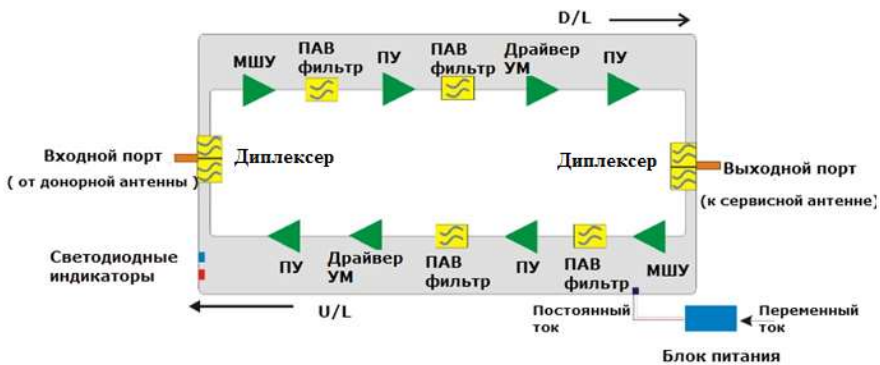 D/L
МШУ
ПАВ
фильтр
ПУ
ПАВ
фильтр
Драйвер
УМ
ПУ
Входной порт
( от донорной антенны )
Диплексер
Диплексер
Выходной порт
(к сервисной антенне)
Светодиодные
индикаторы
ПУ
Драйвер
УМ
ПАВ
фильтр
ПУ
ПАВ
фильтр
МШУ
U/L
Постоянный
ток
Переменный
ток
Блок питания